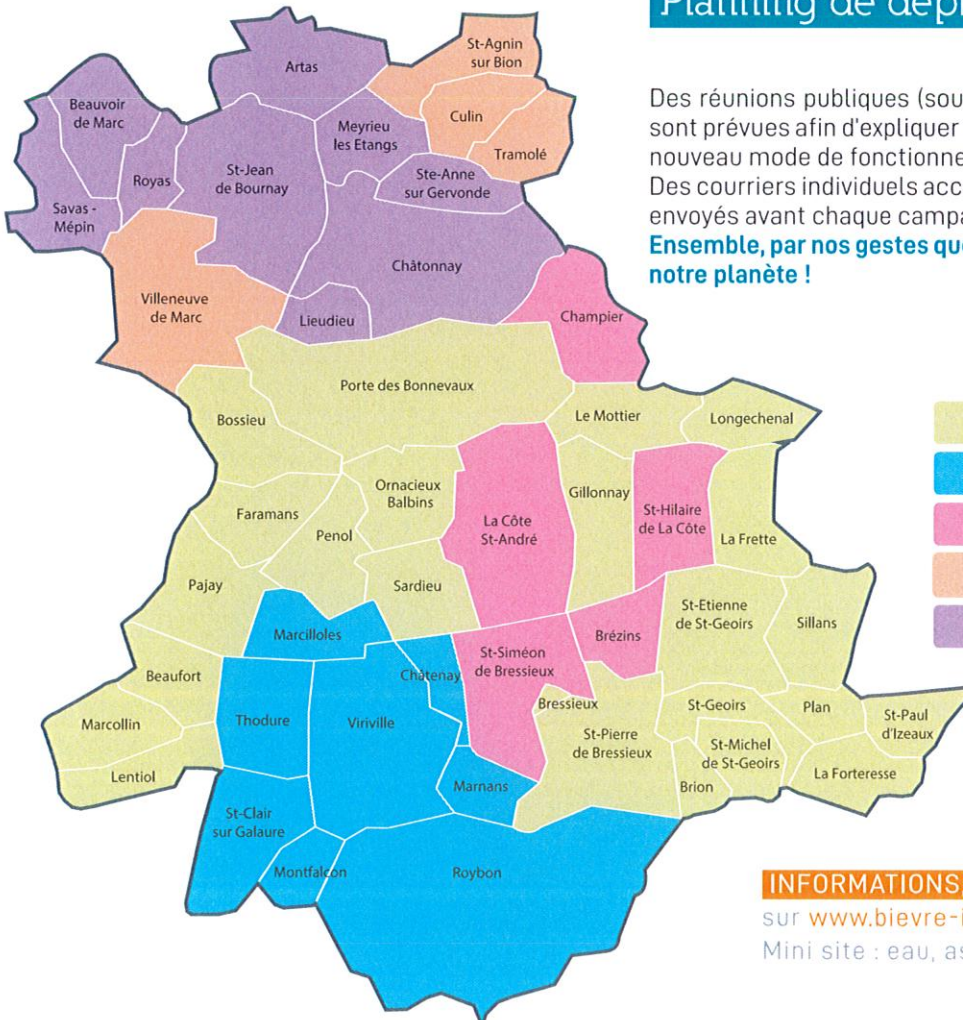 Planning de dépl
Des réunions publiques (sou
sont prévues afin d'expliquer
nouveau mode de fonctionne
Des courriers individuels acc
envoyés avant chaque campa
Ensemble, par nos gestes que
notre planète !
St-Agnin
sur Bion
Artas
Beauvoir
de Marc
Culin
Meyrieu
les Etangs
Tramolé
St-Jean
de Bournay
Royas
Ste-Anne
sur Gervonde
Savas -
Mépin
Châtonnay
Villeneuve
de Marc
Lieudieu
Champier
Porte des Bonnevaux
Bossieu
Le Mottier
Longechenal
Ornacieux
Balbins
Gillonnay
Faramans
St-Hilaire
de La Côte
La Côte
St-André
Penol
La Frette
Pajay
Sardieu
St-Etienne
de St-Geoirs
Sillans
Marcilloles
Brézins
St-Siméon
de Bressieux
Beaufort
Châtenay
Bressieux
St-Geoirs
Plan
St-Paul
d'Izeaux
Marcollin
Thodure
Viriville
St-Pierre
de Bressieux
St-Michel
de St-Geoirs
Lentiol
Marnans
Brion
La Forteresse
St-Clair
sur Galaure
Montfalcon
Roybon
INFORMATIONS
sur www.bievre-i
Mini site : eau, as